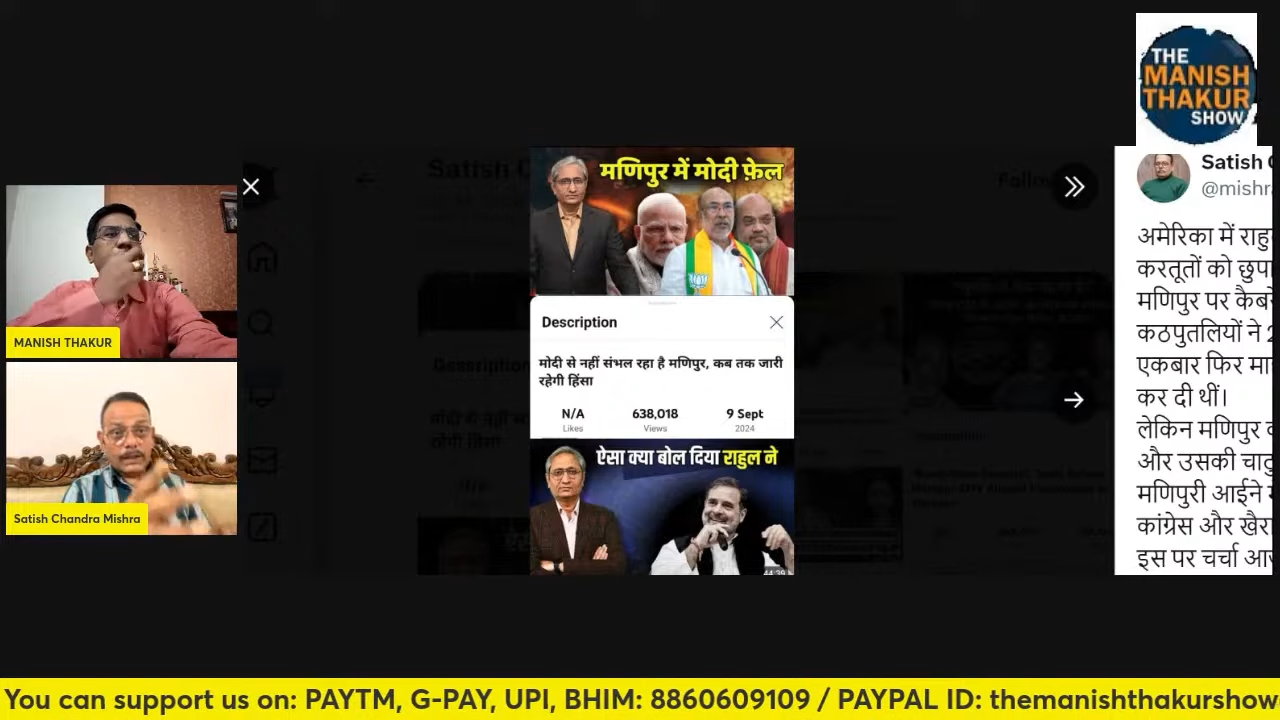 THE
MANISH
THAKUR
SHOW
MANISH THAKUR
Satish Chandra Mishra
मणिपुर में मोदी फ़ेल
Description
मोदी से नहीं संभल रहा है मणिपुर, कब तक जारी
रहेगी हिंसा
N/A
Likes
638,018
Views
9 Sept
2024
ऐसा क्या बोल दिया राहुल ने
44:39
Satish
@mishr
अमेरिका में राहु
करतूतों को छुपा
मणिपुर पर कैबरे
कठपुतलियों ने 2
एकबार फिर मा
कर दी थीं।
लेकिन मणिपुर
और उसकी चाटु
मणिपुरी आईने
कांग्रेस और खैरा
इस पर चर्चा आ
You can support us on: PAYTM, G-PAY, UPI, BHIM: 8860609109 / PAYPAL ID: themanishthakurshow